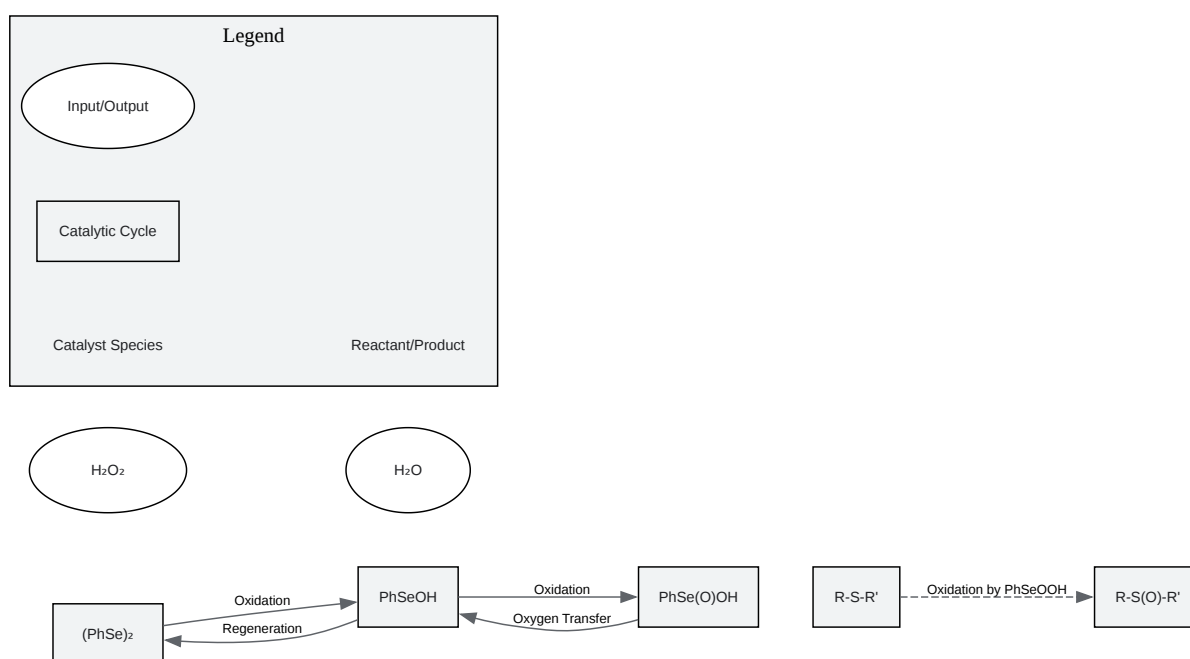 Legend
Input/Output
Catalytic Cycle
Catalyst Species
Reactant/Product
H₂O₂
H₂O
Oxidation
Regeneration
(PhSe)₂
PhSeOH
Oxidation
Oxygen Transfer
PhSe(O)OH
R-S-R'
Oxidation by PhSeOOH
R-S(O)-R'